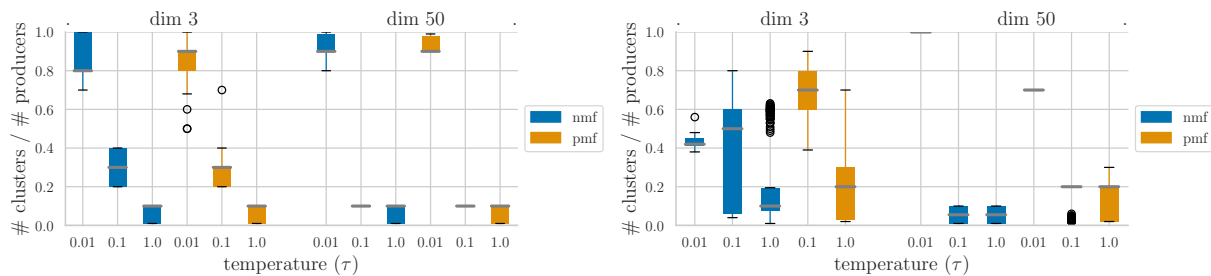 . dim 3 dim 50 .
# clusters / # producers
1.0
0.8
0.6
0.4
0.2
0.0
0.01 0.1 1.0 0.01 0.1 1.0 0.01 0.1 1.0 0.01 0.1 1.0
temperature (τ)
nmf
pmf
. dim 3 dim 50 .
# clusters / # producers
1.0
0.8
0.6
0.4
0.2
0.0
0.01 0.1 1.0 0.1 1.0 0.01 0.1 1.0 0.01 0.1 1.0
temperature (τ)
nmf
pmf